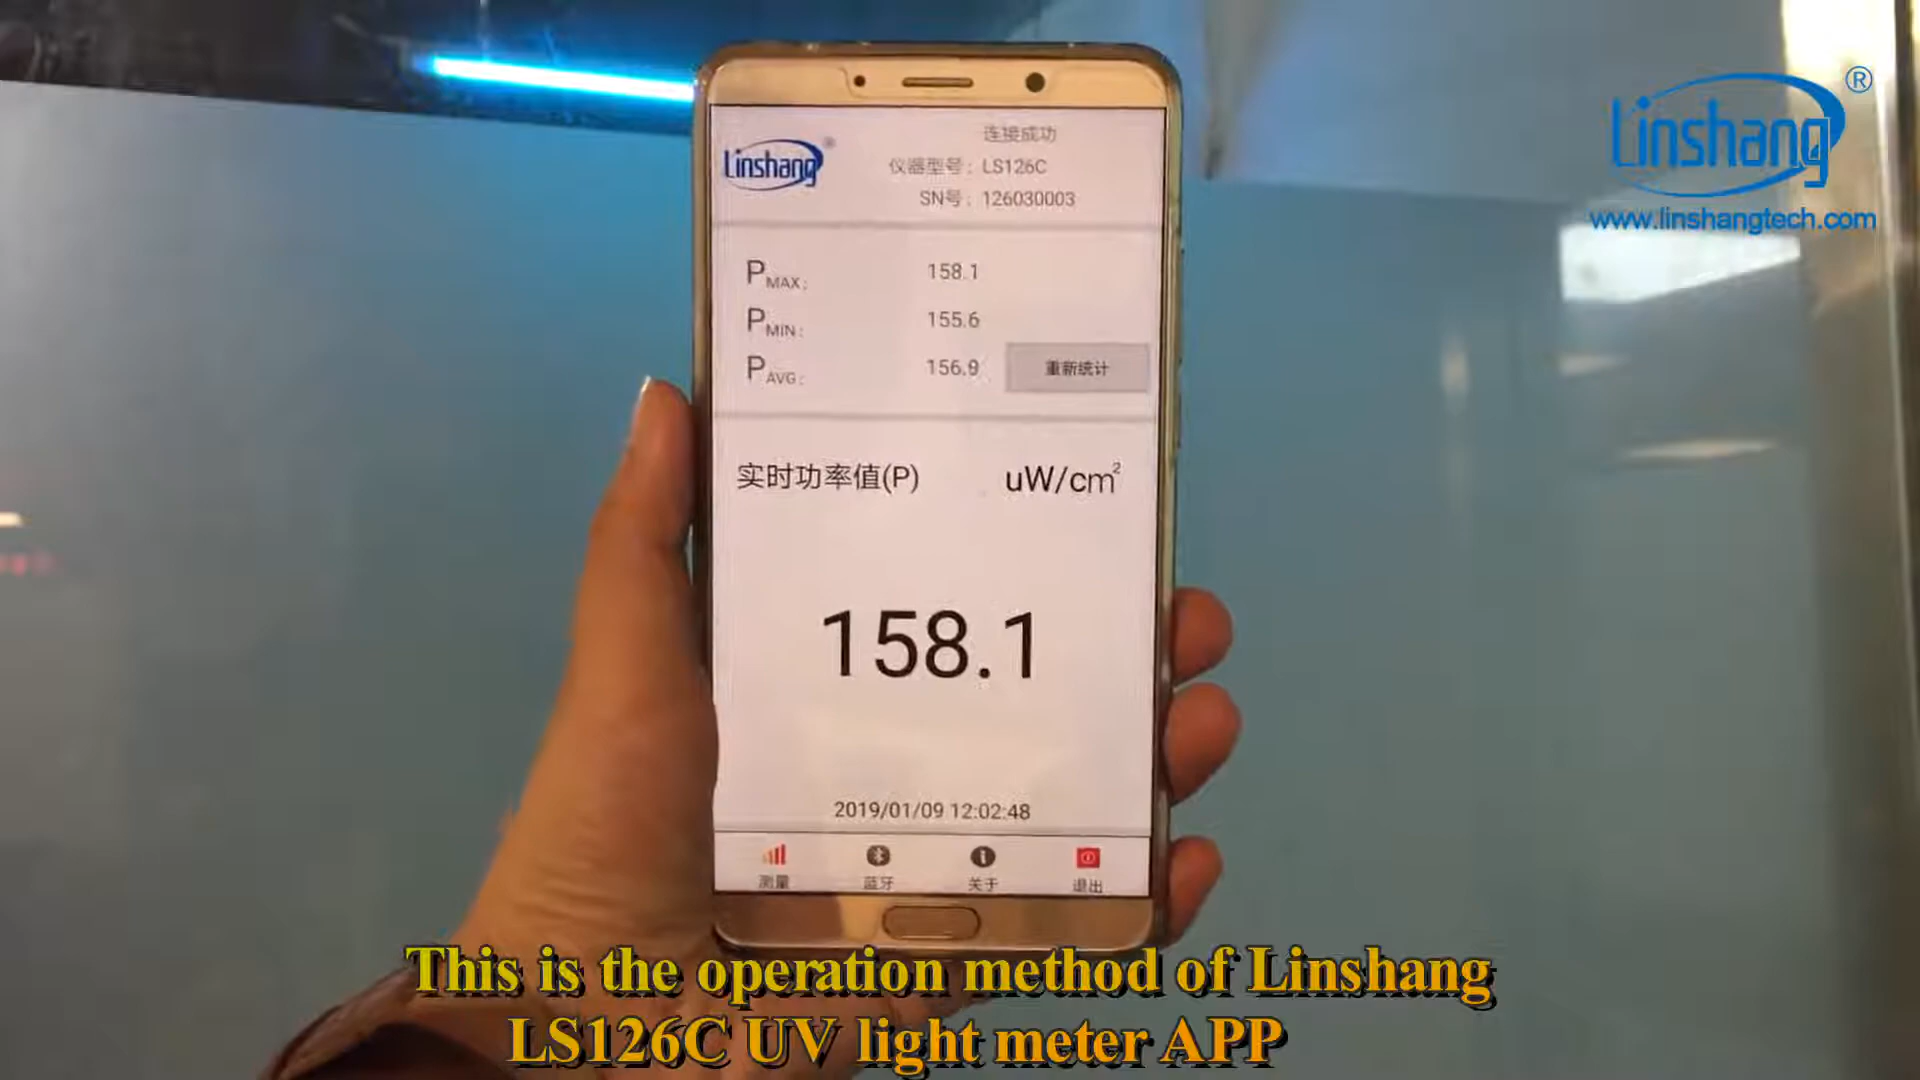 Linshang®
www.linshangtech.com
Linshang®
连接成功
仪器型号: LS126C
SN号: 126030003
PMAX: 158.1
PMIN: 155.6
PAVG: 156.9 重新统计
实时功率值(P) uW/cm²
158.1
2019/01/09 12:02:48
测量 蓝牙 关于 退出
This is the operation method of Linshang
LS126C UV light meter APP